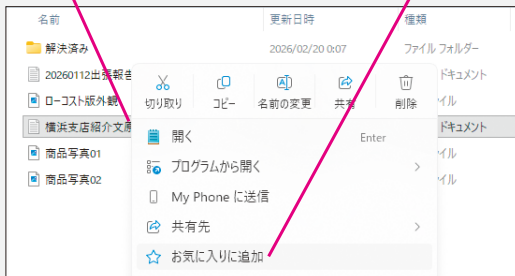 名前 更新日時 種類
解決済み 2026/02/20 0:07 ファイル フォルダー
20260112出張報告 ドキュメント
ローコスト版外観 イル
横浜支店紹介文原 ドキュメント
商品写真01 イル
商品写真02 イル
切り取り コピー 名前の変更 共有 削除
開く Enter
プログラムから開く
My Phone に送信
共有先
お気に入りに追加